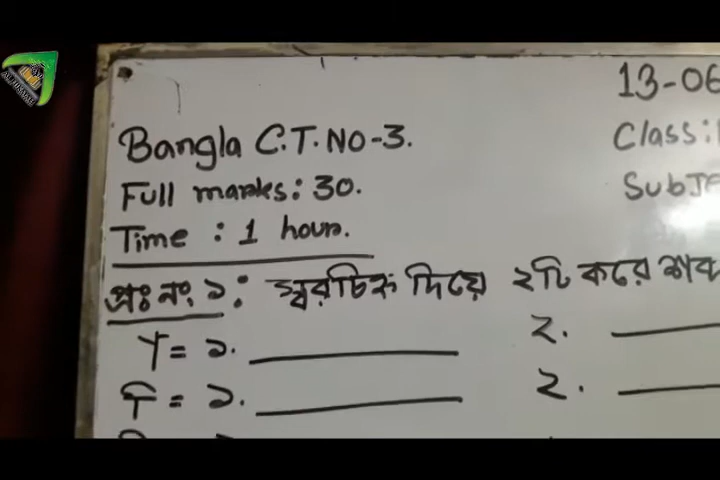 13-06
Bangla C.T. No-3.
Class:
Full marks: 30.
Time : 1 hour.
প্রঃ নং ১: স্বরচিহ্ন দিয়ে ২টি করে শব্দ
া = ১. ২.
ি = ১. ২.